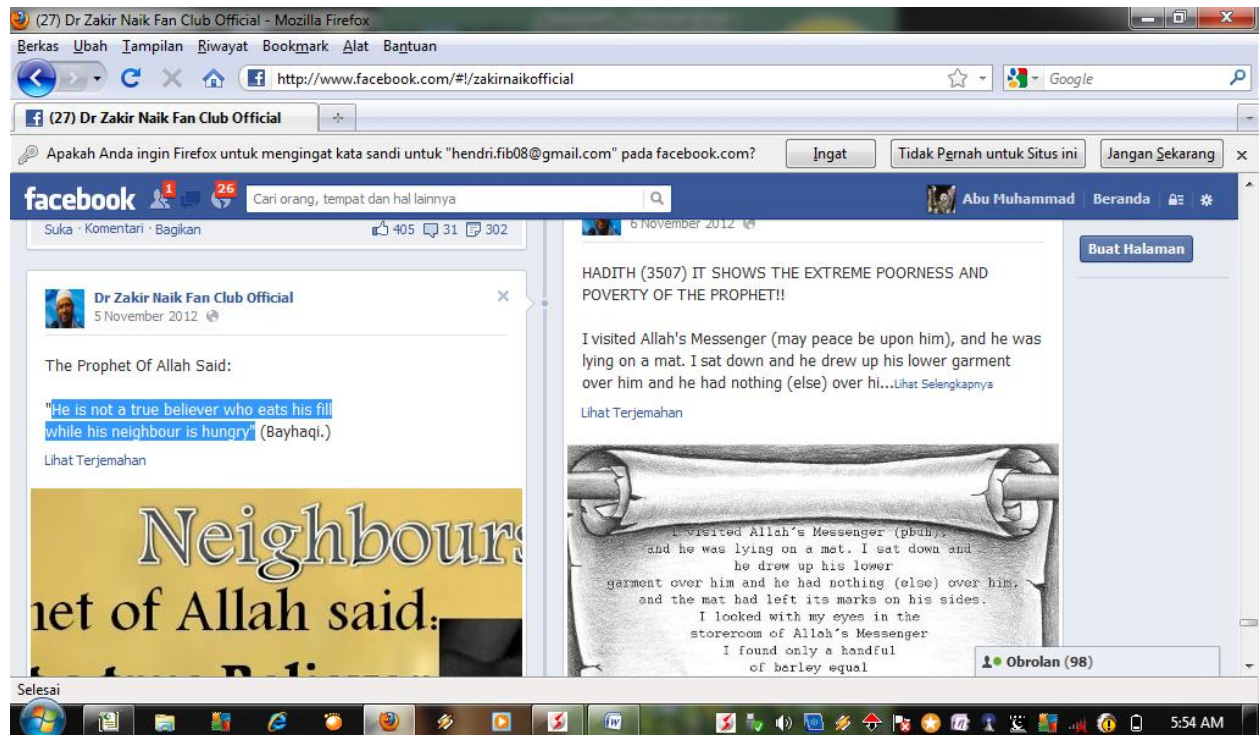 (27) Dr Zakir Naik Fan Club Official - Mozilla Firefox
Berkas Ubah Tampilan Riwayat Bookmark Alat Bantuan
http://www.facebook.com/#!/zakirnaikofficial
Google
(27) Dr Zakir Naik Fan Club Official
Apakah Anda ingin Firefox untuk mengingat kata sandi untuk "hendri.fib08@gmail.com" pada facebook.com? Ingat Tidak Pernah untuk Situs ini Jangan Sekarang
facebook 1 26 Cari orang, tempat dan hal lainnya Abu Muhammad Beranda
Suka · Komentari · Bagikan 405 31 302
Dr Zakir Naik Fan Club Official
5 November 2012
The Prophet Of Allah Said:
"He is not a true believer who eats his fill
while his neighbour is hungry" (Bayhaqi.)
Lihat Terjemahan
Neighbours
het of Allah said:
6 November 2012
HADITH (3507) IT SHOWS THE EXTREME POORNESS AND
POVERTY OF THE PROPHET!!
I visited Allah's Messenger (may peace be upon him), and he was
lying on a mat. I sat down and he drew up his lower garment
over him and he had nothing (else) over hi...Lihat Selengkapnya
Lihat Terjemahan
I visited Allah's Messenger (pbuh),
and he was lying on a mat. I sat down and
he drew up his lower
garment over him and he had nothing (else) over him.
and the mat had left its marks on his sides.
I looked with my eyes in the
storeroom of Allah's Messenger
I found only a handful
of barley equal
Buat Halaman
Obrolan (98)
Selesai
5:54 AM